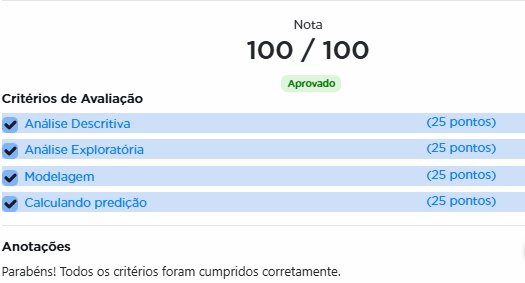 Nota
100 / 100
Aprovado
Critérios de Avaliação
Análise Descritiva (25 pontos)
Análise Exploratória (25 pontos)
Modelagem (25 pontos)
Calculando predição (25 pontos)
Anotações
Parabéns! Todos os critérios foram cumpridos corretamente.